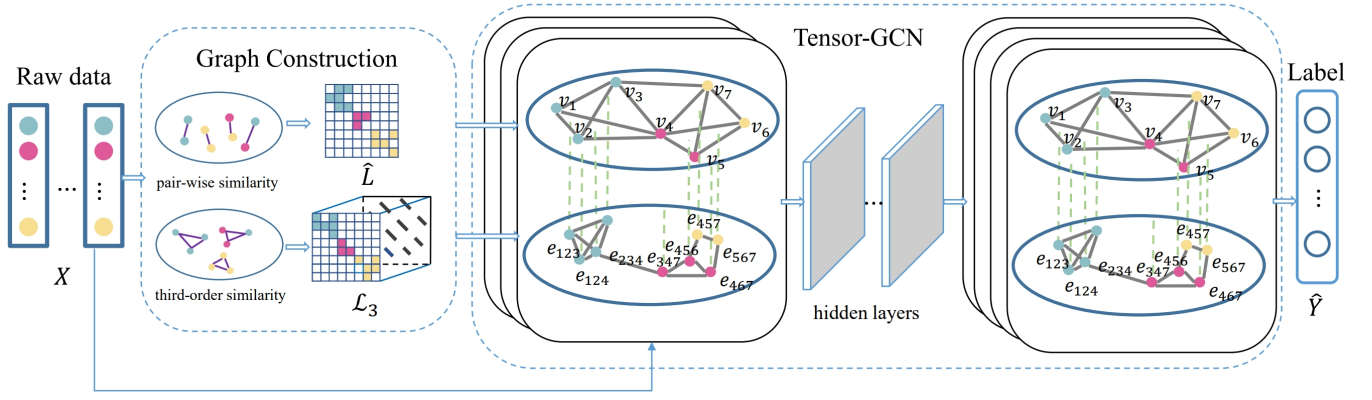 Raw data
...
X
Graph Construction
pair-wise similarity
L̂
third-order similarity
ℒ₃
Tensor-GCN
v₁
v₂
v₃
v₄
v₅
v₆
v₇
e₁₂₃
e₁₂₄
e₂₃₄
e₃₄₇
e₄₅₆
e₄₅₇
e₅₆₇
e₄₆₇
...
hidden layers
v₁
v₂
v₃
v₄
v₅
v₆
v₇
e₁₂₃
e₁₂₄
e₂₃₄
e₃₄₇
e₄₅₆
e₄₅₇
e₅₆₇
e₄₆₇
Label
Ŷ